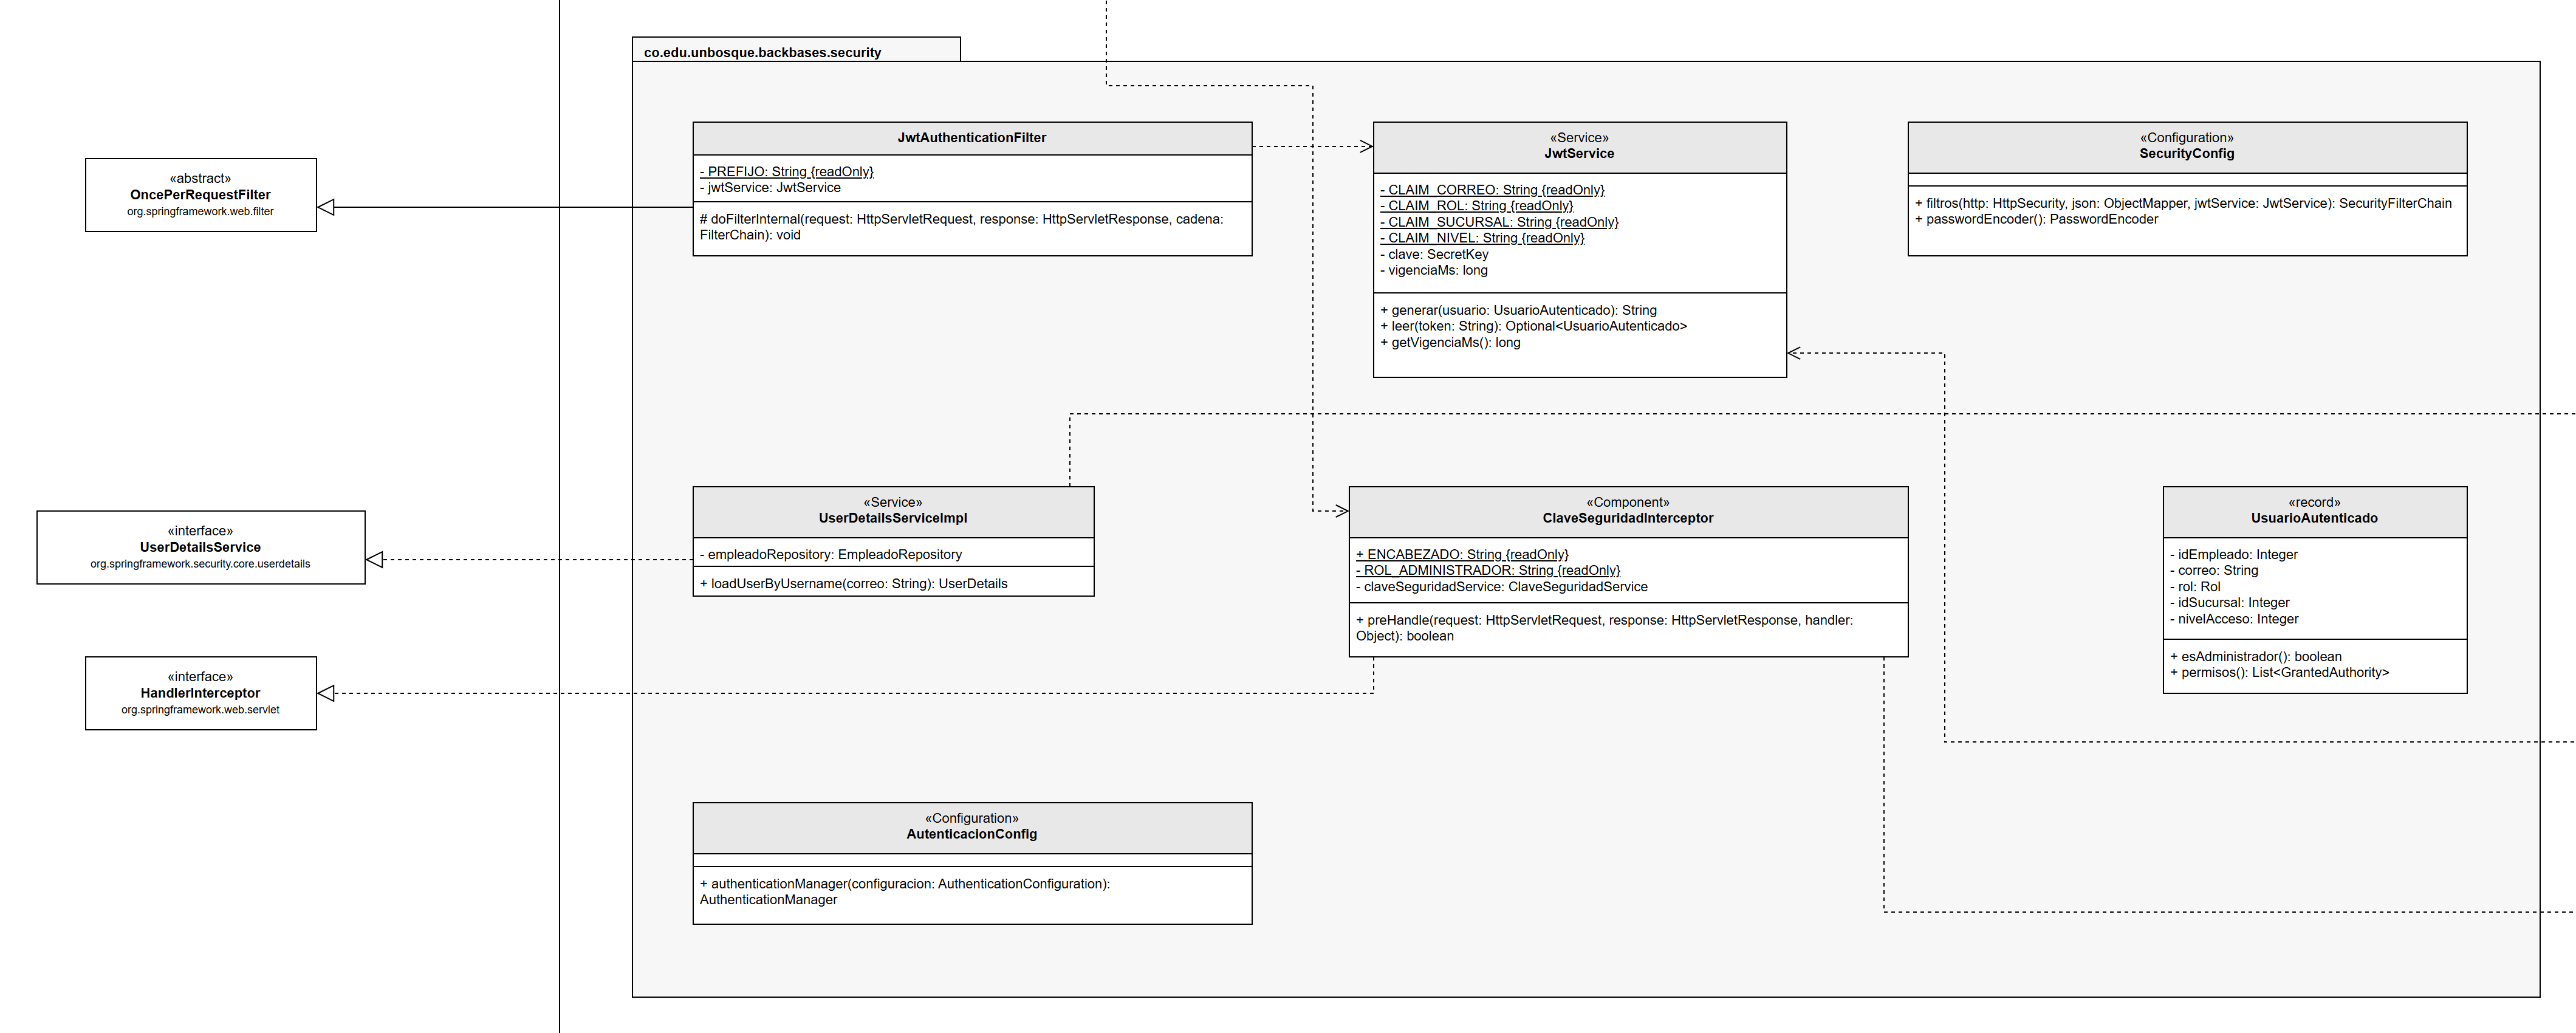 co.edu.unbosque.backbases.security
«abstract»
OncePerRequestFilter
org.springframework.web.filter
JwtAuthenticationFilter
- PREFIJO: String {readOnly}
- jwtService: JwtService
# doFilterInternal(request: HttpServletRequest, response: HttpServletResponse, cadena:
FilterChain): void
«Service»
JwtService
- CLAIM_CORREO: String {readOnly}
- CLAIM_ROL: String {readOnly}
- CLAIM_SUCURSAL: String {readOnly}
- CLAIM_NIVEL: String {readOnly}
- clave: SecretKey
- vigenciaMs: long
+ generar(usuario: UsuarioAutenticado): String
+ leer(token: String): Optional<UsuarioAutenticado>
+ getVigenciaMs(): long
«Configuration»
SecurityConfig
+ filtros(http: HttpSecurity, json: ObjectMapper, jwtService: JwtService): SecurityFilterChain
+ passwordEncoder(): PasswordEncoder
«interface»
UserDetailsService
org.springframework.security.core.userdetails
«Service»
UserDetailsServiceImpl
- empleadoRepository: EmpleadoRepository
+ loadUserByUsername(correo: String): UserDetails
«Component»
ClaveSeguridadInterceptor
+ ENCABEZADO: String {readOnly}
- ROL_ADMINISTRADOR: String {readOnly}
- claveSeguridadService: ClaveSeguridadService
+ preHandle(request: HttpServletRequest, response: HttpServletResponse, handler:
Object): boolean
«record»
UsuarioAutenticado
- idEmpleado: Integer
- correo: String
- rol: Rol
- idSucursal: Integer
- nivelAcceso: Integer
+ esAdministrador(): boolean
+ permisos(): List<GrantedAuthority>
«interface»
HandlerInterceptor
org.springframework.web.servlet
«Configuration»
AutenticacionConfig
+ authenticationManager(configuracion: AuthenticationConfiguration):
AuthenticationManager